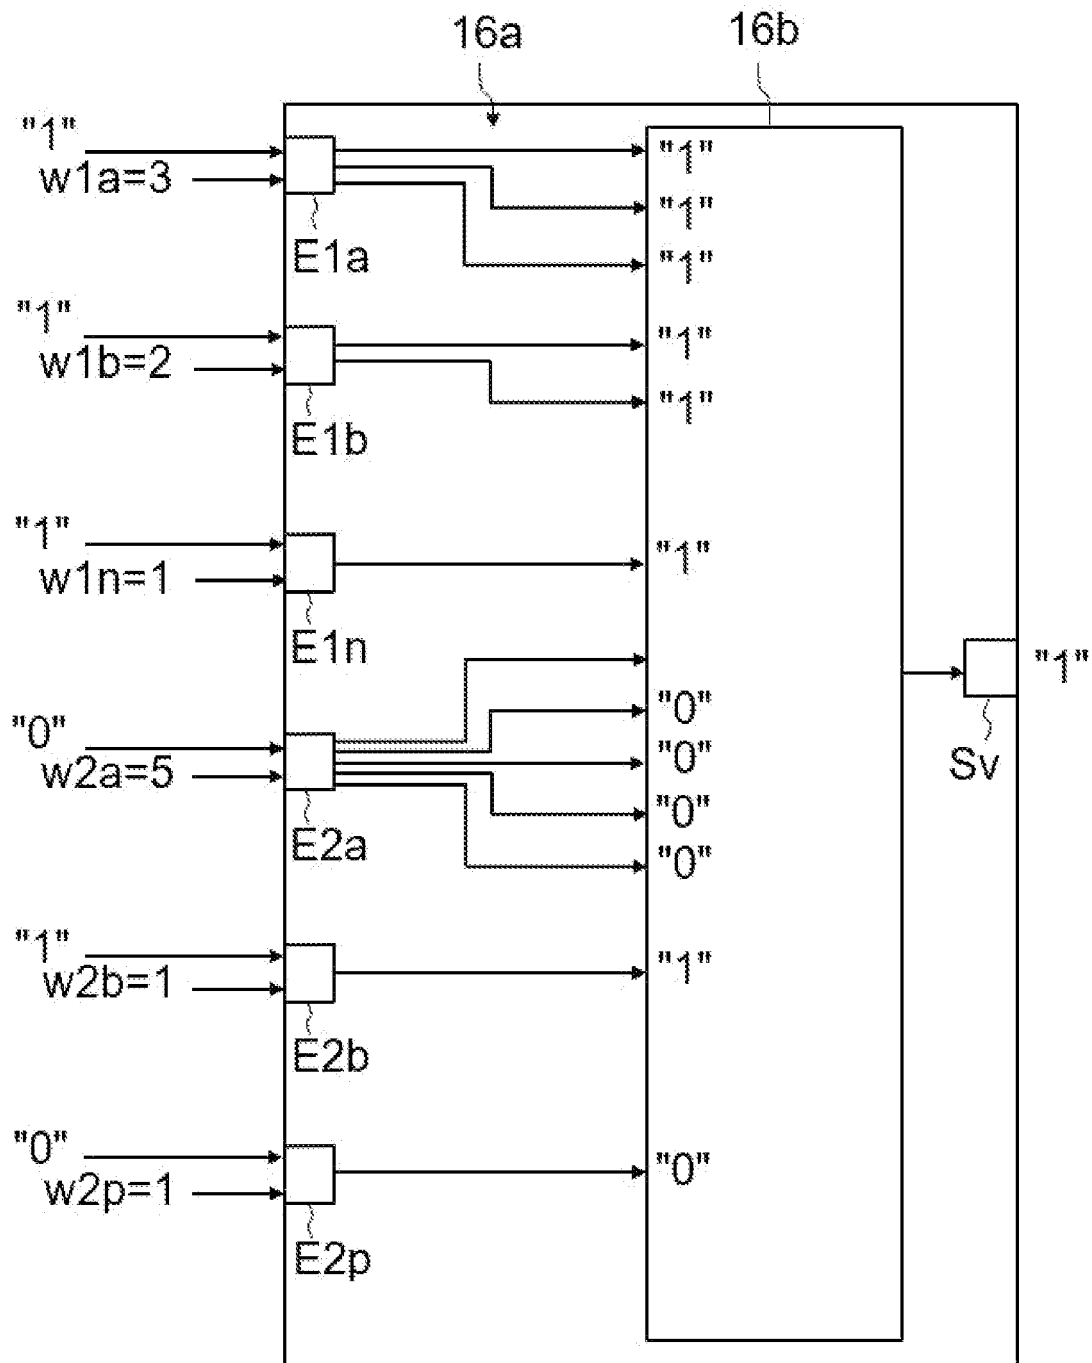 16a
16b
"1"
w1a=3
E1a
"1"
"1"
"1"
"1"
w1b=2
E1b
"1"
"1"
"1"
w1n=1
E1n
"1"
"0"
w2a=5
E2a
"0"
"0"
"0"
"0"
Sv
"1"
"1"
w2b=1
E2b
"1"
"0"
w2p=1
E2p
"0"